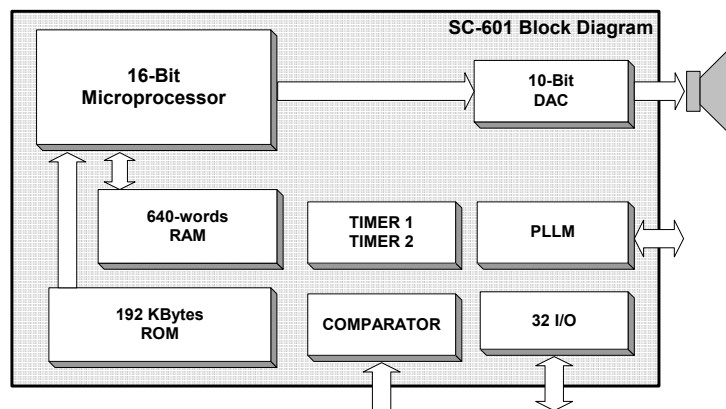 SC-601 Block Diagram
16-Bit
Microprocessor
10-Bit
DAC
640-words
RAM
TIMER 1
TIMER 2
PLLM
192 KBytes
ROM
COMPARATOR
32 I/O